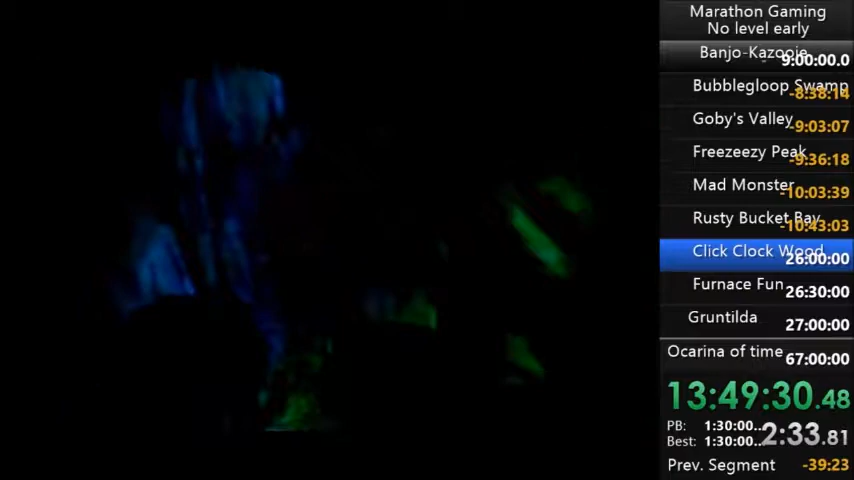 Marathon Gaming
No level early
Banjo-Kazooie 9:00:00.0
Bubblegloop Swamp -8:38:14
Goby's Valley -9:03:07
Freezeezy Peak -9:36:18
Mad Monster -10:03:39
Rusty Bucket Bay -10:43:03
Click Clock Wood 26:00:00
Furnace Fun 26:30:00
Gruntilda 27:00:00
Ocarina of time 67:00:00
13:49:30.48
PB: 1:30:00..
Best: 1:30:00..
2:33.81
Prev. Segment -39:23